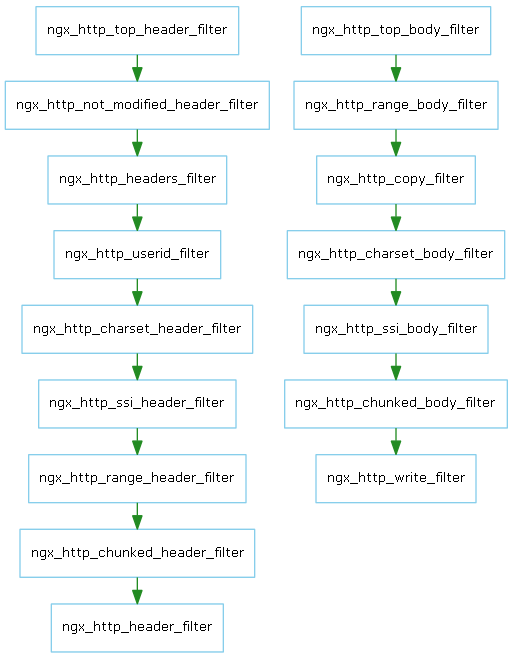 ngx_http_top_header_filter
ngx_http_not_modified_header_filter
ngx_http_headers_filter
ngx_http_userid_filter
ngx_http_charset_header_filter
ngx_http_ssi_header_filter
ngx_http_range_header_filter
ngx_http_chunked_header_filter
ngx_http_header_filter
ngx_http_top_body_filter
ngx_http_range_body_filter
ngx_http_copy_filter
ngx_http_charset_body_filter
ngx_http_ssi_body_filter
ngx_http_chunked_body_filter
ngx_http_write_filter